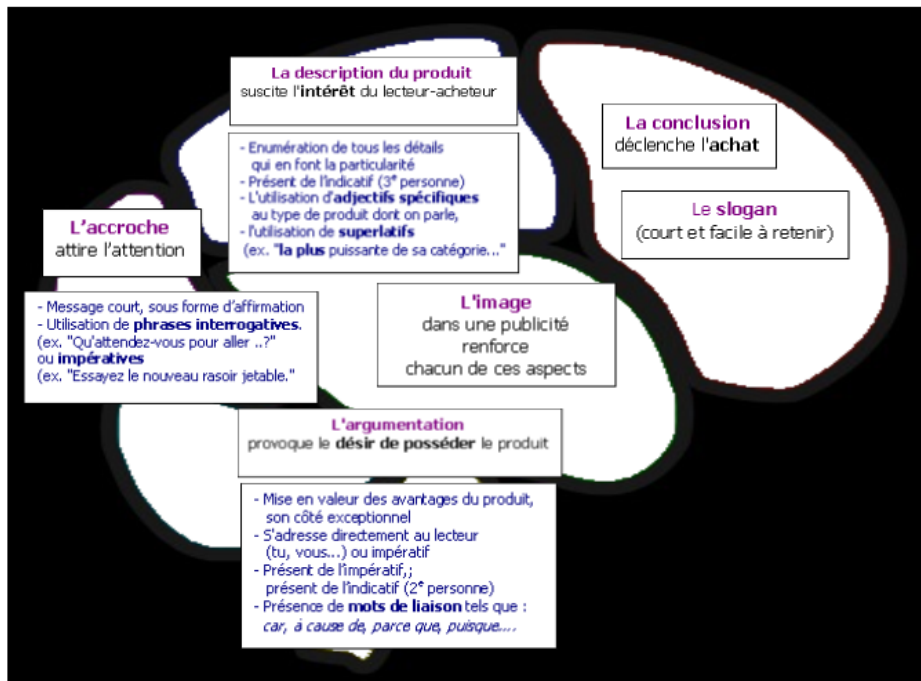 L'accroche
attire l'attention
- Message court, sous forme d'affirmation
- Utilisation de phrases interrogatives.
(ex. "Qu'attendez-vous pour aller ..?"
ou impératives
(ex. "Essayez le nouveau rasoir jetable."
La description du produit
suscite l'intérêt du lecteur-acheteur
- Enumération de tous les détails
qui en font la particularité
- Présent de l'indicatif (3e personne)
- L'utilisation d'adjectifs spécifiques
au type de produit dont on parle,
- l'utilisation de superlatifs
(ex. "la plus puissante de sa catégorie..."
L'image
dans une publicité
renforce
chacun de ces aspects
L'argumentation
provoque le désir de posséder le produit
- Mise en valeur des avantages du produit,
son côté exceptionnel
- S'adresse directement au lecteur
(tu, vous...) ou impératif
- Présent de l'impératif,;
présent de l'indicatif (2e personne)
- Présence de mots de liaison tels que :
car, à cause de, parce que, puisque....
La conclusion
déclenche l'achat
Le slogan
(court et facile à retenir)